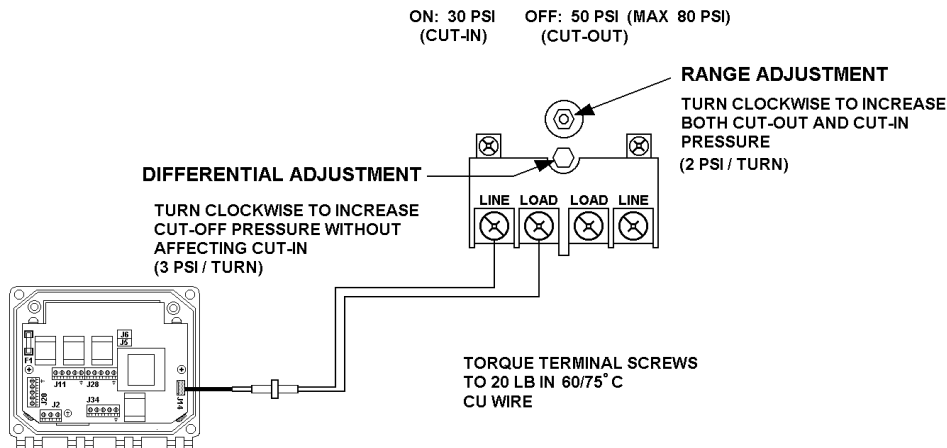 ON: 30 PSI OFF: 50 PSI (MAX 80 PSI)
(CUT-IN) (CUT-OUT)
RANGE ADJUSTMENT
TURN CLOCKWISE TO INCREASE
BOTH CUT-OUT AND CUT-IN
PRESSURE
(2 PSI / TURN)
DIFFERENTIAL ADJUSTMENT
TURN CLOCKWISE TO INCREASE
CUT-OFF PRESSURE WITHOUT
AFFECTING CUT-IN
(3 PSI / TURN)
LINE LOAD LOAD LINE
J6
J5
F1
J11 J28
J20
J2
J34
J14
TORQUE TERMINAL SCREWS
TO 20 LB IN 60/75° C
CU WIRE